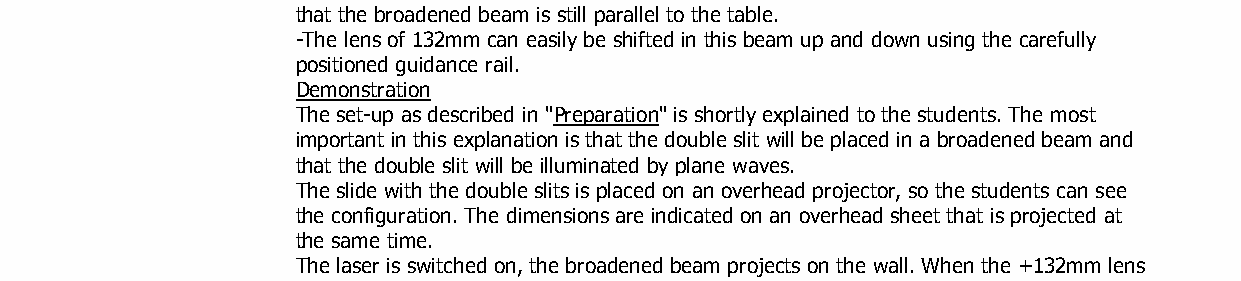 that the broadened beam is still parallel to the table.
-The lens of 132mm can easily be shifted in this beam up and down using the carefully
positioned guidance rail.
Demonstration
The set-up as described in "Preparation" is shortly explained to the students. The most
important in this explanation is that the double slit will be placed in a broadened beam and
that the double slit will be illuminated by plane waves.
The slide with the double slits is placed on an overhead projector, so the students can see
the configuration. The dimensions are indicated on an overhead sheet that is projected at
the same time.
The laser is switched on, the broadened beam projects on the wall. When the +132mm lens